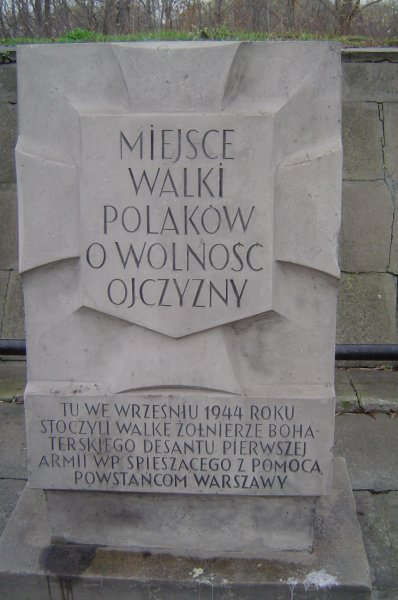 MIEJSCE
WALKI
POLAKÓW
O WOLNOŚĆ
OJCZYZNY
TU WE WRZEŚNIU 1944 ROKU
STOCZYLI WALKE ŻOŁNIERZE BOHA-
TERSKIEGO DESANTU PIERWSZEJ
ARMII WP ŚPIESZĄCEGO Z POMOCĄ
POWSTAŃCOM WARSZAWY